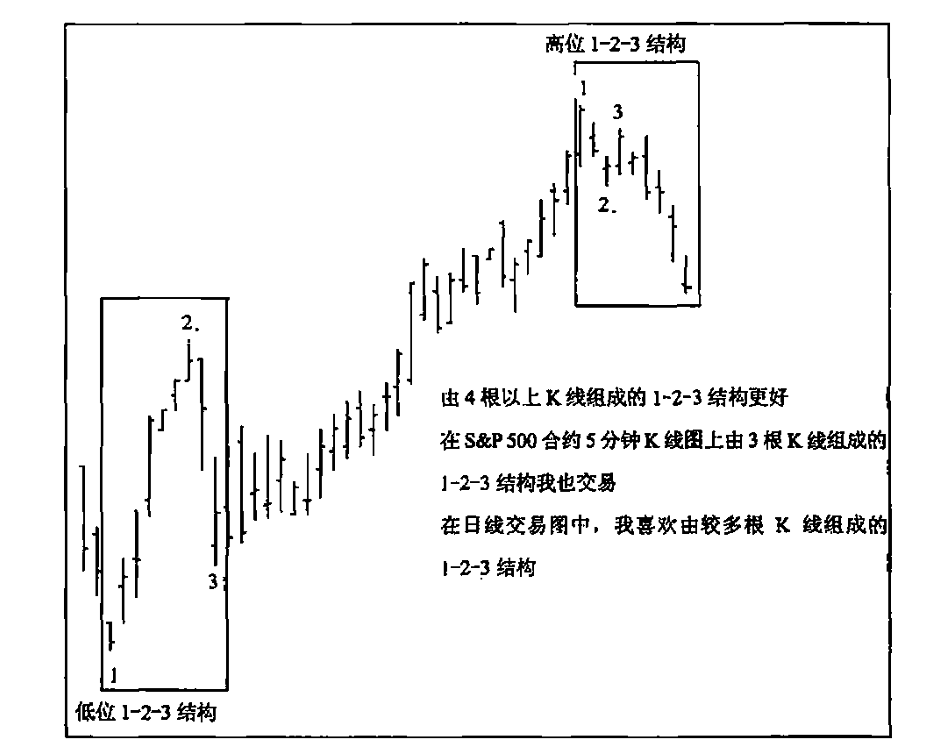 高位 1-2-3 结构
1
3
2.
2.
由 4 根以上 K 线组成的 1-2-3 结构更好
在 S&P 500 合约 5 分钟 K 线图上由 3 根 K 线组成的
1-2-3 结构我也交易
在日线交易图中，我喜欢由较多根 K 线组成的
1-2-3 结构
3
1
低位 1-2-3 结构